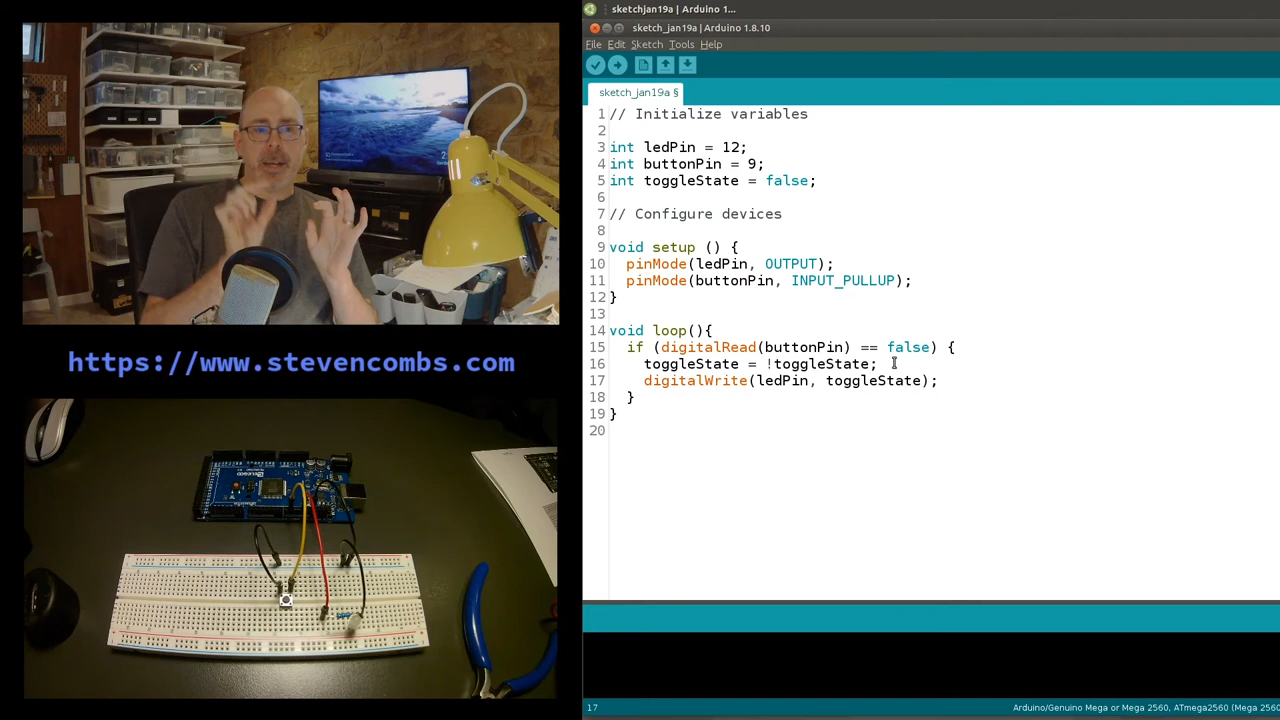 https://www.stevencombs.com
sketchjan19a | Arduino 1...
sketch_jan19a | Arduino 1.8.10
File Edit Sketch Tools Help
sketch_jan19a §
1 // Initialize variables
2
3 int ledPin = 12;
4 int buttonPin = 9;
5 int toggleState = false;
6
7 // Configure devices
8
9 void setup () {
10 pinMode(ledPin, OUTPUT);
11 pinMode(buttonPin, INPUT_PULLUP);
12 }
13
14 void loop(){
15 if (digitalRead(buttonPin) == false) {
16 toggleState = !toggleState;
17 digitalWrite(ledPin, toggleState);
18 }
19 }
20
17
Arduino/Genuino Mega or Mega 2560, ATmega2560 (Mega 2560